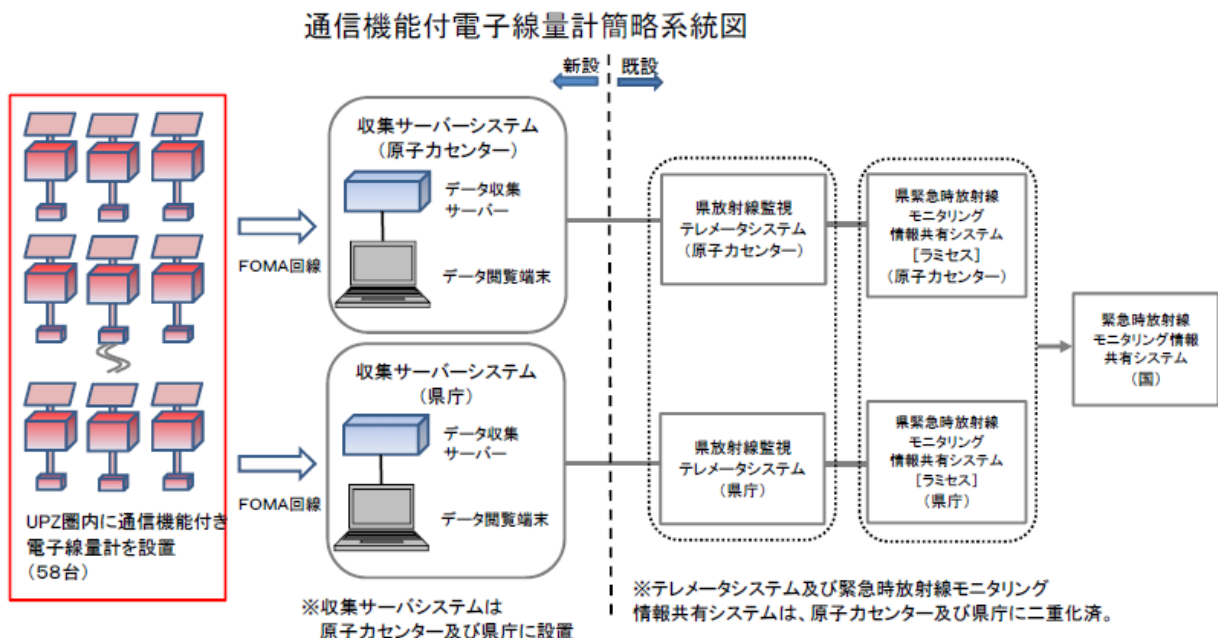 通信機能付電子線量計簡略系統図
新設
既設
UPZ圏内に通信機能付き
電子線量計を設置
(58台)
FOMA回線
FOMA回線
収集サーバーシステム
(原子力センター)
データ収集
サーバー
データ閲覧端末
収集サーバーシステム
(県庁)
データ収集
サーバー
データ閲覧端末
※収集サーバシステムは
原子力センター及び県庁に設置
県放射線監視
テレメータシステム
(原子力センター)
県緊急時放射線
モニタリング
情報共有システム
[ラミセス]
(原子力センター)
県放射線監視
テレメータシステム
(県庁)
県緊急時放射線
モニタリング
情報共有システム
[ラミセス]
(県庁)
緊急時放射線
モニタリング情報
共有システム
(国)
※テレメータシステム及び緊急時放射線モニタリング
情報共有システムは、原子力センター及び県庁に二重化済。